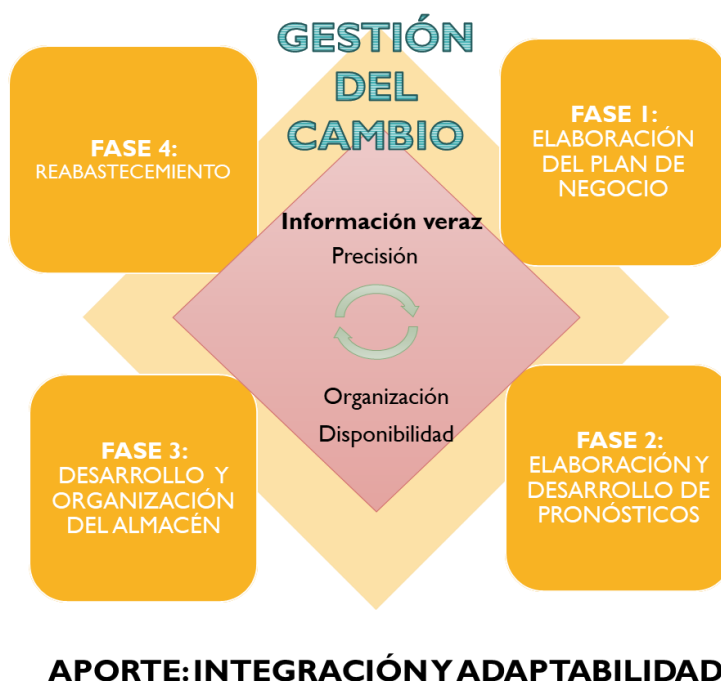 GESTIÓN
DEL
CAMBIO
FASE 4:
REABASTECIMIENTO
FASE 1:
ELABORACIÓN
DEL PLAN DE
NEGOCIO
Información veraz
Precisión
Organización
Disponibilidad
FASE 3:
DESARROLLO Y
ORGANIZACIÓN
DEL ALMACÉN
FASE 2:
ELABORACIÓN Y
DESARROLLO DE
PRONÓSTICOS
APORTE: INTEGRACIÓN Y ADAPTABILIDAD